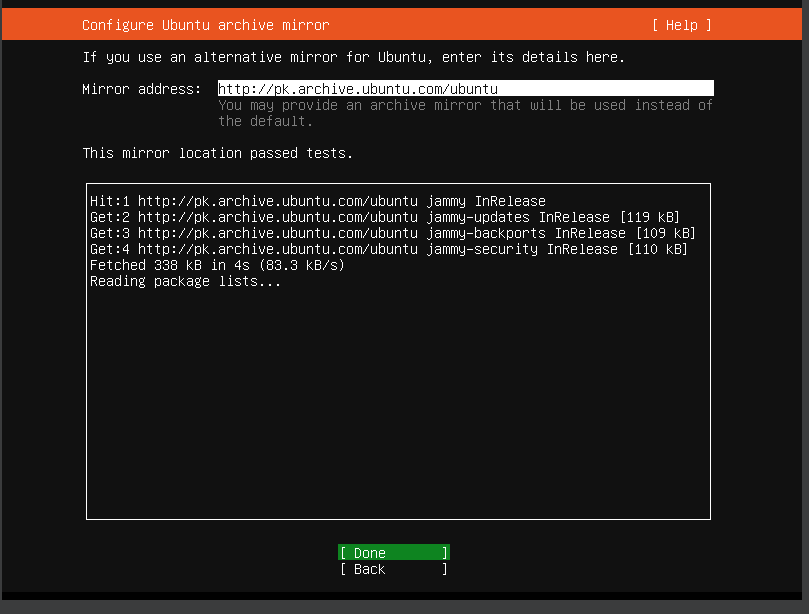 Configure Ubuntu archive mirror [ Help ]
If you use an alternative mirror for Ubuntu, enter its details here.
Mirror address: http://pk.archive.ubuntu.com/ubuntu
You may provide an archive mirror that will be used instead of
the default.
This mirror location passed tests.
Hit:1 http://pk.archive.ubuntu.com/ubuntu jammy InRelease
Get:2 http://pk.archive.ubuntu.com/ubuntu jammy-updates InRelease [119 kB]
Get:3 http://pk.archive.ubuntu.com/ubuntu jammy-backports InRelease [109 kB]
Get:4 http://pk.archive.ubuntu.com/ubuntu jammy-security InRelease [110 kB]
Fetched 338 kB in 4s (83.3 kB/s)
Reading package lists...
[ Done ]
[ Back ]